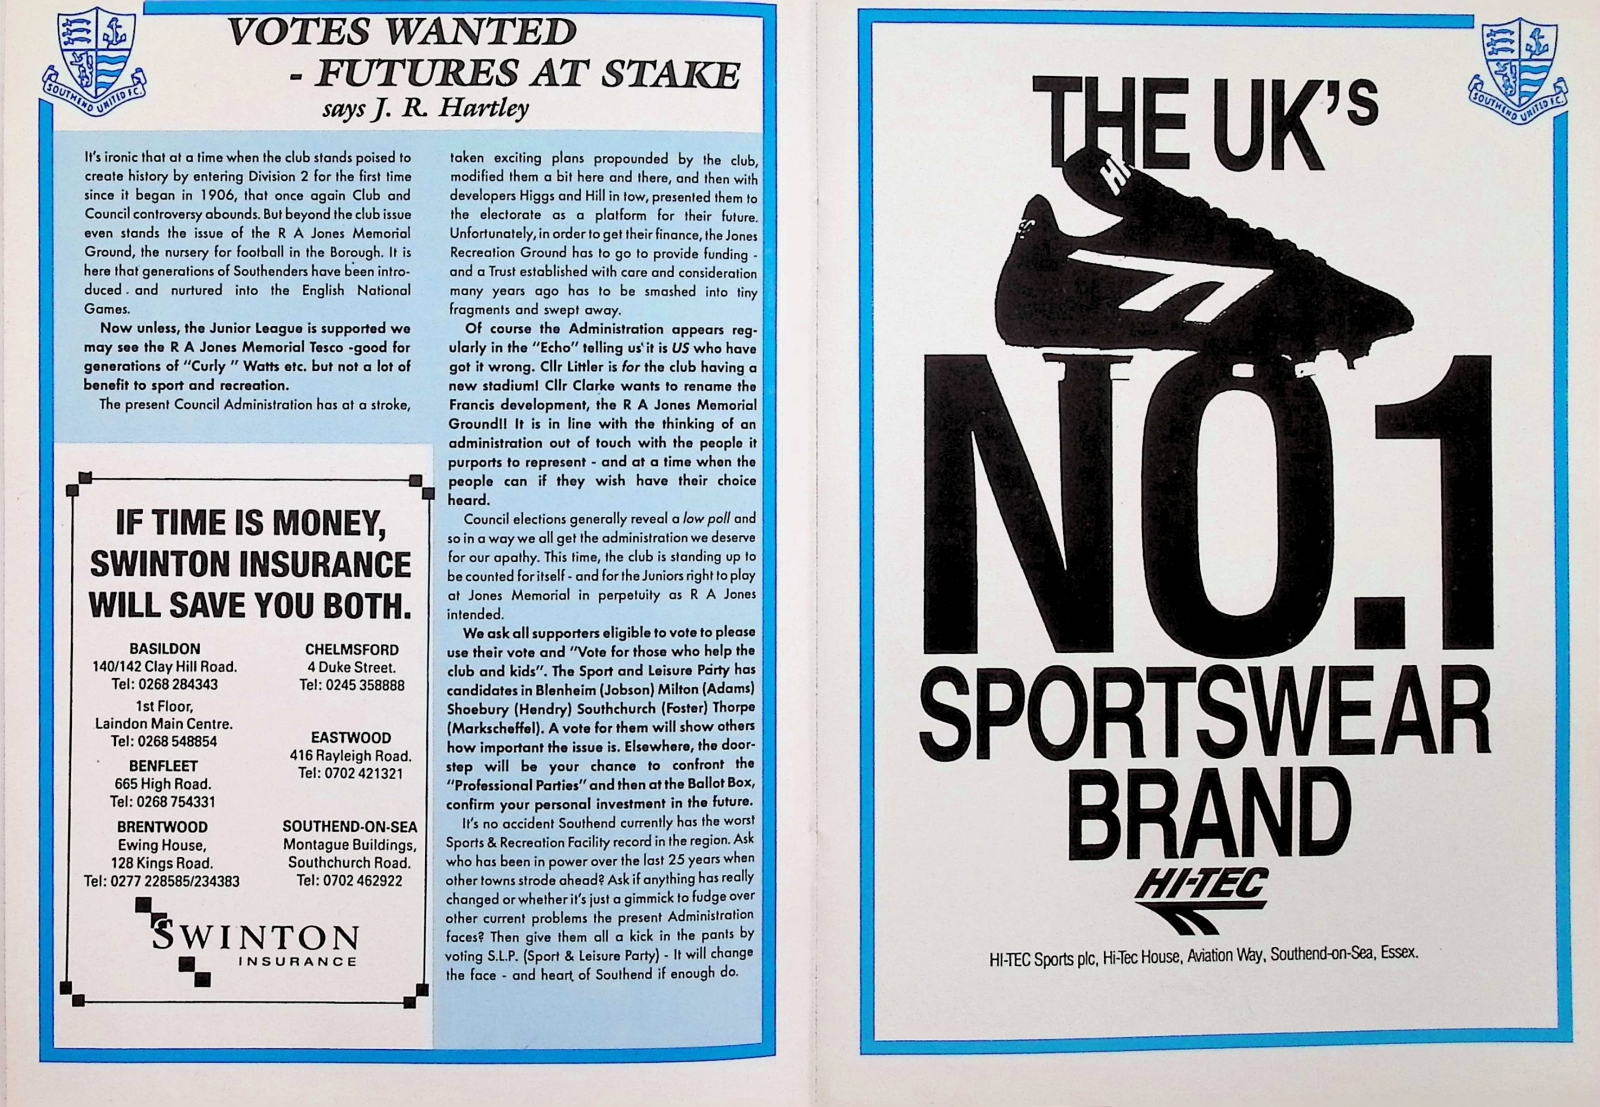 SOUTHEND UNITED F.C.
VOTES WANTED
- FUTURES AT STAKE
says J. R. Hartley
It's ironic that at a time when the club stands poised to
create history by entering Division 2 for the first time
since it began in 1906, that once again Club and
Council controversy abounds. But beyond the club issue
even stands the issue of the R A Jones Memorial
Ground, the nursery for football in the Borough. It is
here that generations of Southenders have been intro-
duced and nurtured into the English National
Games.
Now unless, the Junior League is supported we
may see the R A Jones Memorial Tesco -good for
generations of "Curly " Watts etc. but not a lot of
benefit to sport and recreation.
The present Council Administration has at a stroke,
taken exciting plans propounded by the club,
modified them a bit here and there, and then with
developers Higgs and Hill in tow, presented them to
the electorate as a platform for their future.
Unfortunately, in order to get their finance, the Jones
Recreation Ground has to go to provide funding -
and a Trust established with care and consideration
many years ago has to be smashed into tiny
fragments and swept away.
Of course the Administration appears reg-
ularly in the "Echo" telling us it is US who have
got it wrong. Cllr Littler is for the club having a
new stadium! Cllr Clarke wants to rename the
Francis development, the R A Jones Memorial
Ground!! It is in line with the thinking of an
administration out of touch with the people it
purports to represent - and at a time when the
people can if they wish have their choice
heard.
Council elections generally reveal a low poll and
so in a way we all get the administration we deserve
for our apathy. This time, the club is standing up to
be counted for itself - and for the Juniors right to play
at Jones Memorial in perpetuity as R A Jones
intended.
We ask all supporters eligible to vote to please
use their vote and "Vote for those who help the
club and kids". The Sport and Leisure Party has
candidates in Blenheim (Jobson) Milton (Adams)
Shoebury (Hendry) Southchurch (Foster) Thorpe
(Markscheffel). A vote for them will show others
how important the issue is. Elsewhere, the door-
step will be your chance to confront the
"Professional Parties" and then at the Ballot Box,
confirm your personal investment in the future.
It's no accident Southend currently has the worst
Sports & Recreation Facility record in the region. Ask
who has been in power over the last 25 years when
other towns strode ahead? Ask if anything has really
changed or whether it's just a gimmick to fudge over
other current problems the present Administration
faces? Then give them all a kick in the pants by
voting S.L.P. (Sport & Leisure Party) - It will change
the face - and heart of Southend if enough do.
IF TIME IS MONEY,
SWINTON INSURANCE
WILL SAVE YOU BOTH.
BASILDON
140/142 Clay Hill Road.
Tel: 0268 284343
1st Floor,
Laindon Main Centre.
Tel: 0268 548854
BENFLEET
665 High Road.
Tel: 0268 754331
BRENTWOOD
Ewing House,
128 Kings Road.
Tel: 0277 228585/234383
CHELMSFORD
4 Duke Street.
Tel: 0245 358888
EASTWOOD
416 Rayleigh Road.
Tel: 0702 421321
SOUTHEND-ON-SEA
Montague Buildings,
Southchurch Road.
Tel: 0702 462922
SWINTON
INSURANCE
SOUTHEND UNITED F.C.
THE UK's
NO.1
SPORTSWEAR
BRAND
HI-TEC
HI-TEC Sports plc, Hi-Tec House, Aviation Way, Southend-on-Sea, Essex.